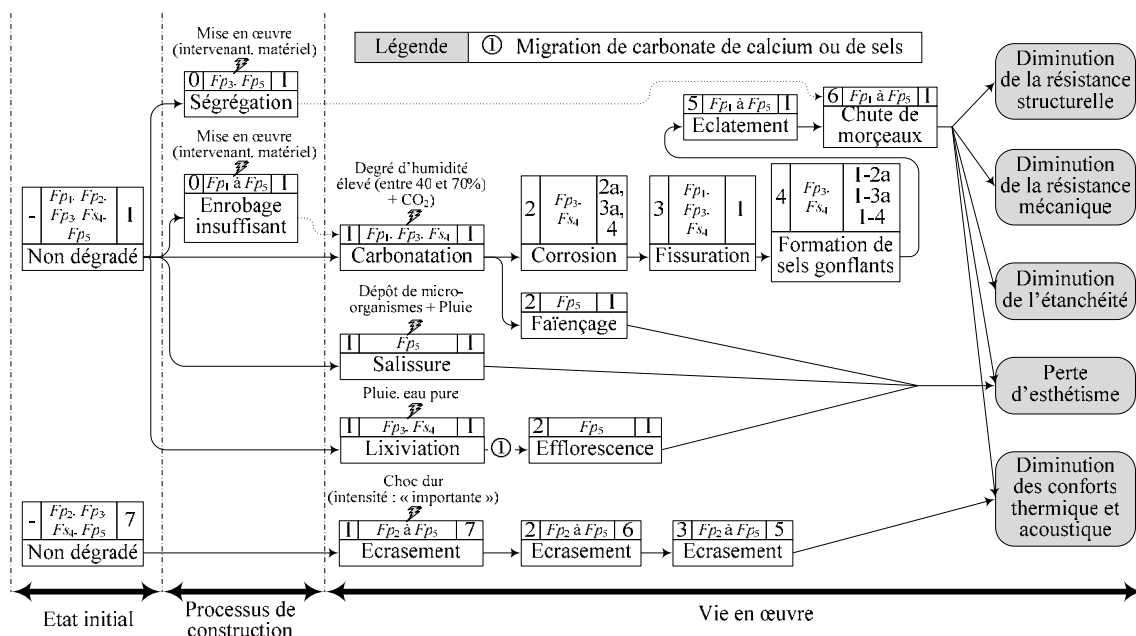 Mise en œuvre
(intervenant. matériel)
0 Fp3. Fp5 1
Ségrégation
Mise en œuvre
(intervenant. matériel)
0 Fp1 à Fp5 1
Enrobage
insuffisant
Légende
① Migration de carbonate de calcium ou de sels
- Fp1. Fp2. 1
Fp3. Fs4.
Fp5
Non dégradé
Degré d’humidité
élevé (entre 40 et 70%)
+ CO2)
1 Fp1. Fp3. Fs4 1
Carbonatation
2 Fp3. Fs4 2a,
3a,
4
Corrosion
3 Fp1. Fp3. Fs4 1
Fissuration
4 Fp3. Fs4 1-2a
1-3a
1-4
Formation de
sels gonflants
5 Fp1 à Fp5 1
Eclatement
6 Fp1 à Fp5 1
Chute de
morçeaux
2 Fp5 1
Faïençage
Dépôt de micro-
organismes + Pluie
1 Fp5 1
Salissure
Pluie. eau pure
1 Fp3. Fs4 1
Lixiviation
①
2 Fp5 1
Efflorescence
- Fp2. Fp3. 7
Fs4. Fp5
Non dégradé
Choc dur
(intensité : « importante »)
1 Fp2 à Fp5 7
Ecrasement
2 Fp2 à Fp5 6
Ecrasement
3 Fp2 à Fp5 5
Ecrasement
Diminution
de la résistance
structurelle
Diminution
de la résistance
mécanique
Diminution
de l’étanchéité
Perte
d’esthétisme
Diminution
des conforts
thermique et
acoustique
Etat initial
Processus de
construction
Vie en œuvre